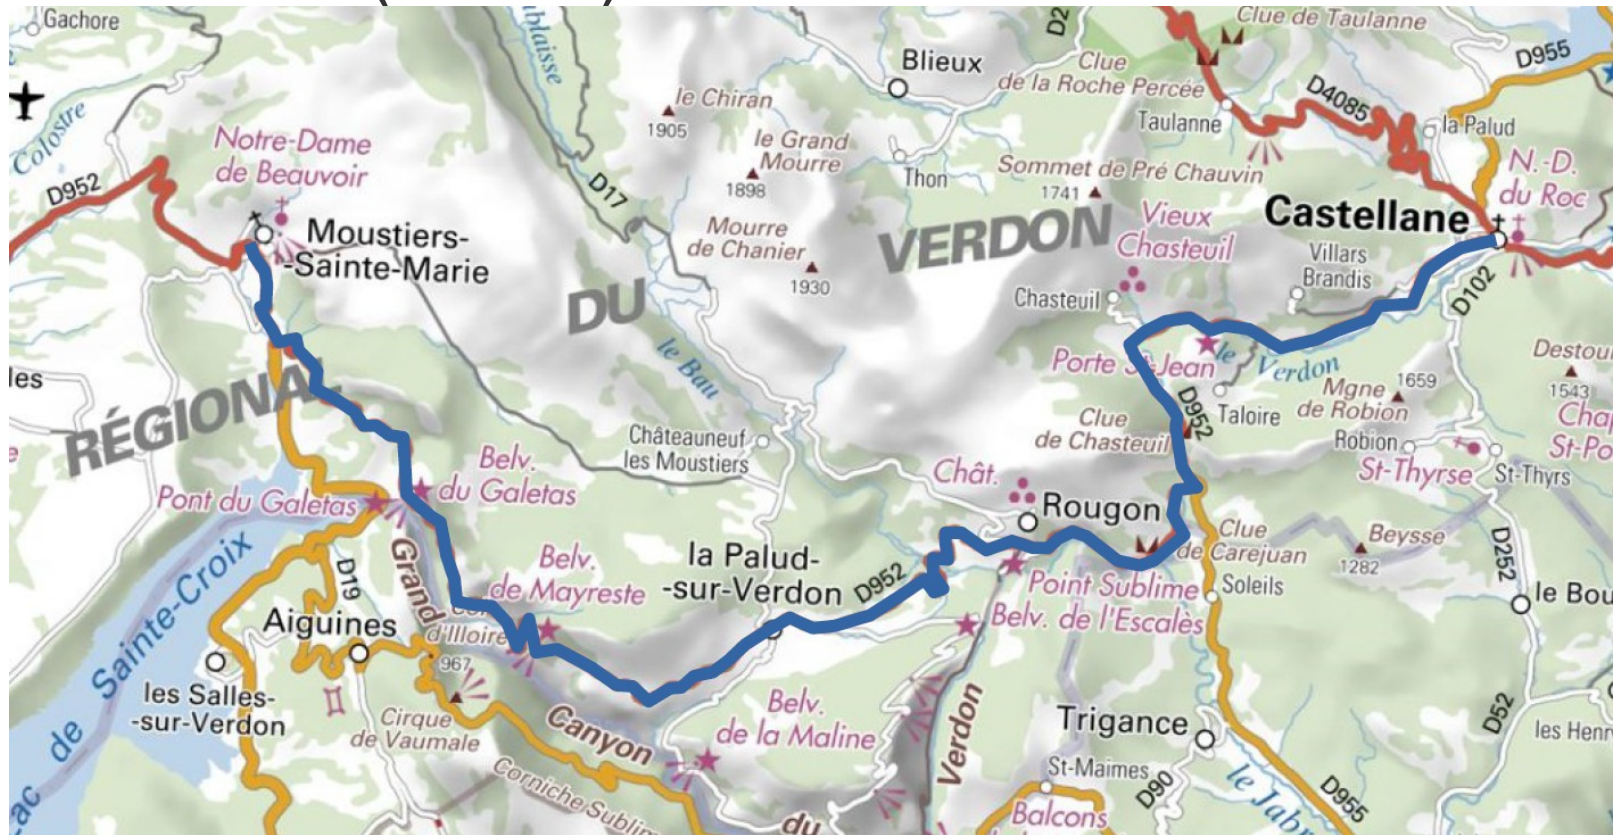 Gachore
Colostre
D952
Notre-Dame
de Beauvoir
Moustiers-
-Sainte-Marie
D17
le Chiran
1905
le Grand
Mourre
1898
Mourre
de Chanier
1930
Blieux
Thon
D2
Clue de Taulanne
Clue
de la Roche Percée
Taulanne
D4085
D955
la Palud
N.-D.
du Roc
Sommet de Pré Chauvin
1741
Castellane
Vieux
Chasteuil
Villars
Brandis
Chasteuil
D102
VERDON
DU
RÉGIONAL
le Bau
Porte St-Jean
le Verdon
Taloire
D952
Mgne
de Robion
1659
Destou
1543
Robion
St-Thyrse
St-Thyrs
Chap
St-Po
Clue
de Chasteuil
les
e
Châteauneuf
les Moustiers
Belv.
du Galetas
Pont du Galetas
Chât.
Rougon
Clue
de Carejuan
Beysse
1282
D252
le Bou
Soleils
Point Sublime
Belv. de l'Escalès
Belv.
de Mayreste
la Palud-
-sur-Verdon
D952
D19
Grand
Canyon
du
Verdon
Aiguines
d'Illoire
967
les Salles-
-sur-Verdon
Cirque
de Vaumale
Corniche Sublim
Belv.
de la Maline
Trigance
St-Maimes
D90
Balcons
le Jabr
D955
D52
les Henr
Lac de Sainte-Croix